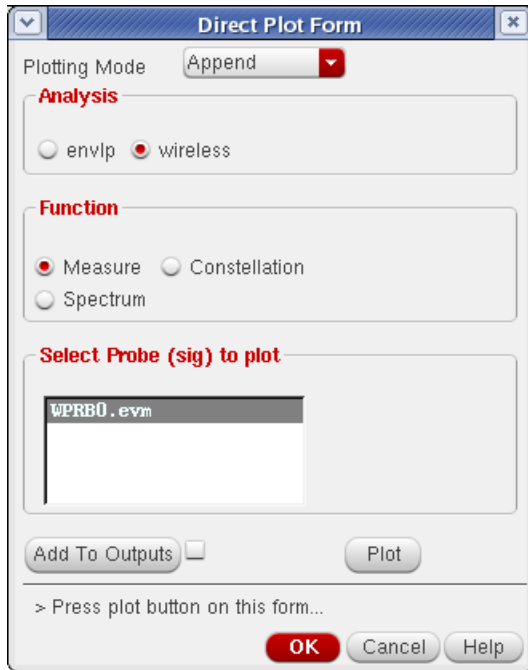 Direct Plot Form
Plotting Mode Append
Analysis
envlp wireless
Function
Measure Constellation
Spectrum
Select Probe (sig) to plot
WPRB0.evm
Add To Outputs Plot
> Press plot button on this form...
OK Cancel Help